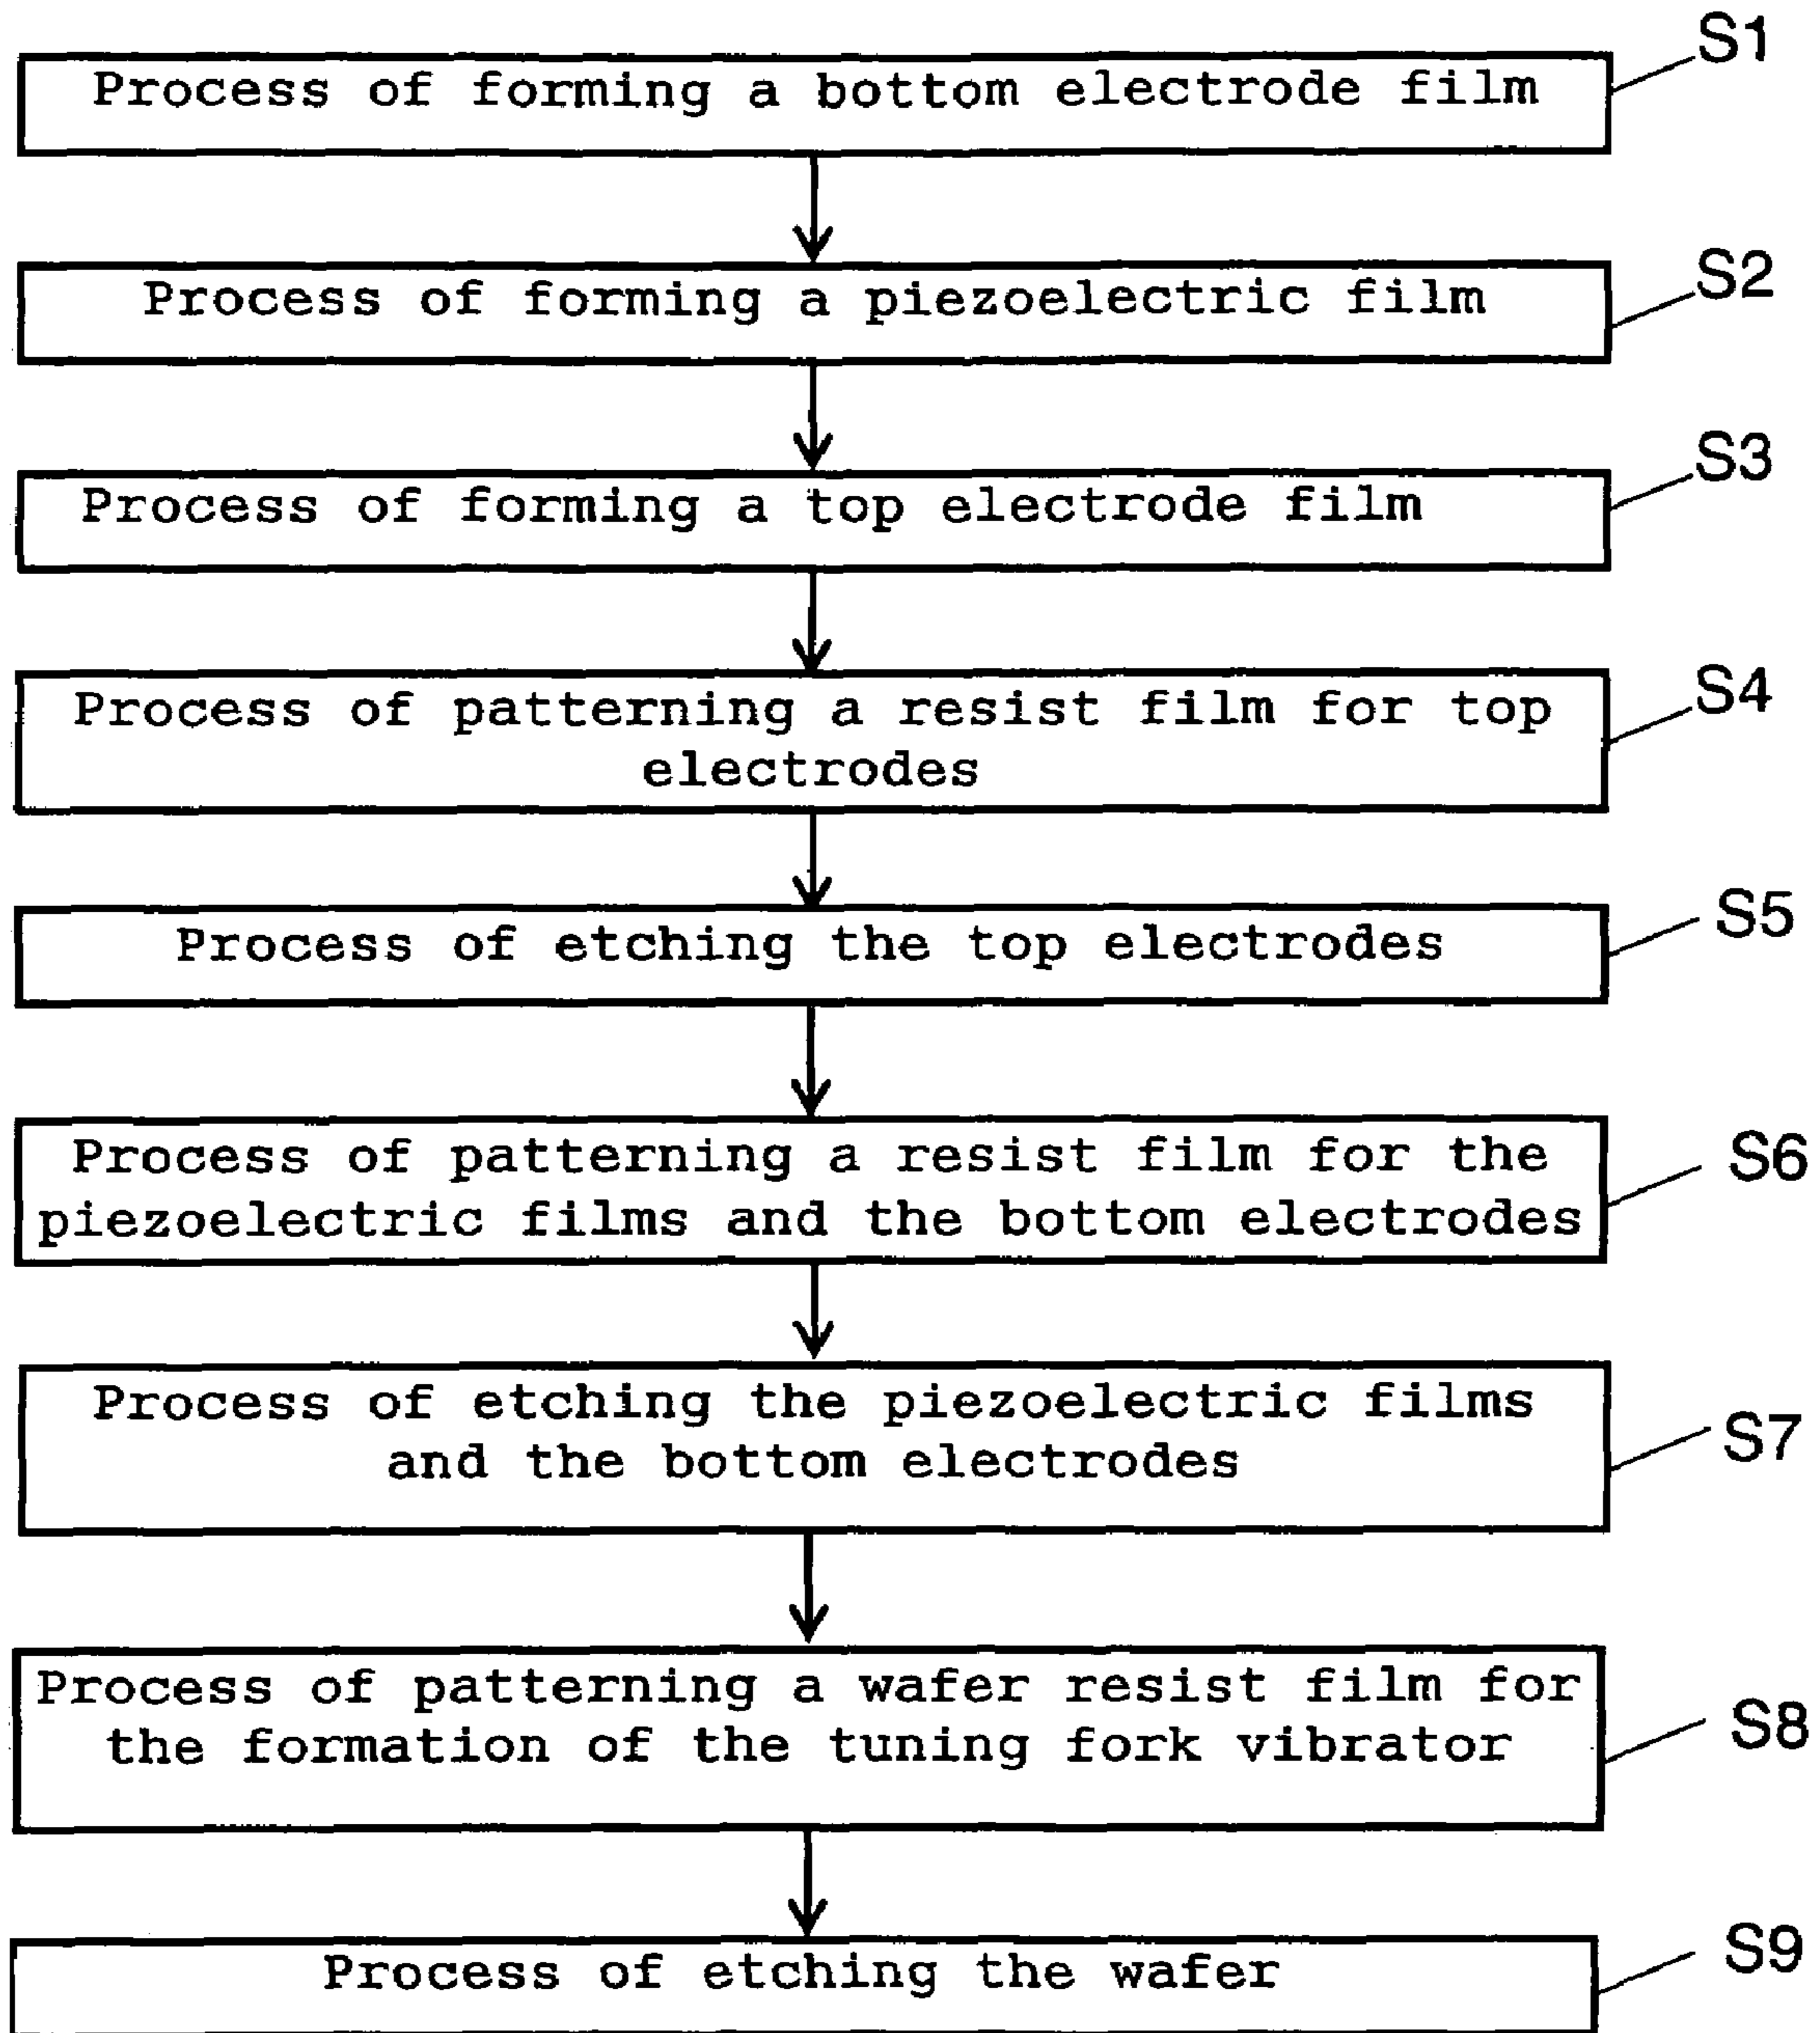 S1
Process of forming a bottom electrode film
S2
Process of forming a piezoelectric film
S3
Process of forming a top electrode film
S4
Process of patterning a resist film for top
electrodes
S5
Process of etching the top electrodes
S6
Process of patterning a resist film for the
piezoelectric films and the bottom electrodes
S7
Process of etching the piezoelectric films
and the bottom electrodes
S8
Process of patterning a wafer resist film for
the formation of the tuning fork vibrator
S9
Process of etching the wafer